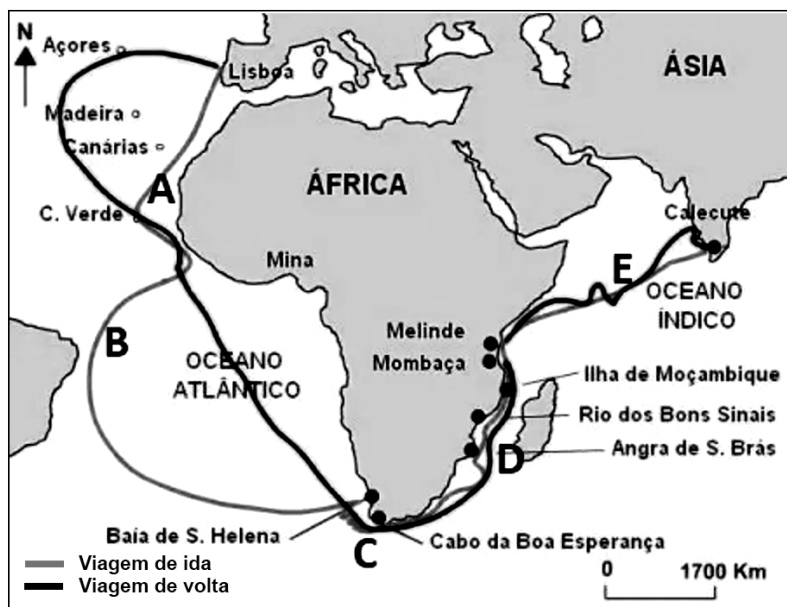 N
Açores
Lisboa
ÁSIA
Madeira
Canárias
A
ÁFRICA
C. Verde
Calecute
Mina
E
B
OCEANO
ÍNDICO
Melinde
OCEANO
ATLÂNTICO
Mombaça
Ilha de Moçambique
Rio dos Bons Sinais
D
Angra de S. Brás
Baía de S. Helena
Cabo da Boa Esperança
C
Viagem de ida
Viagem de volta
0 1700 Km